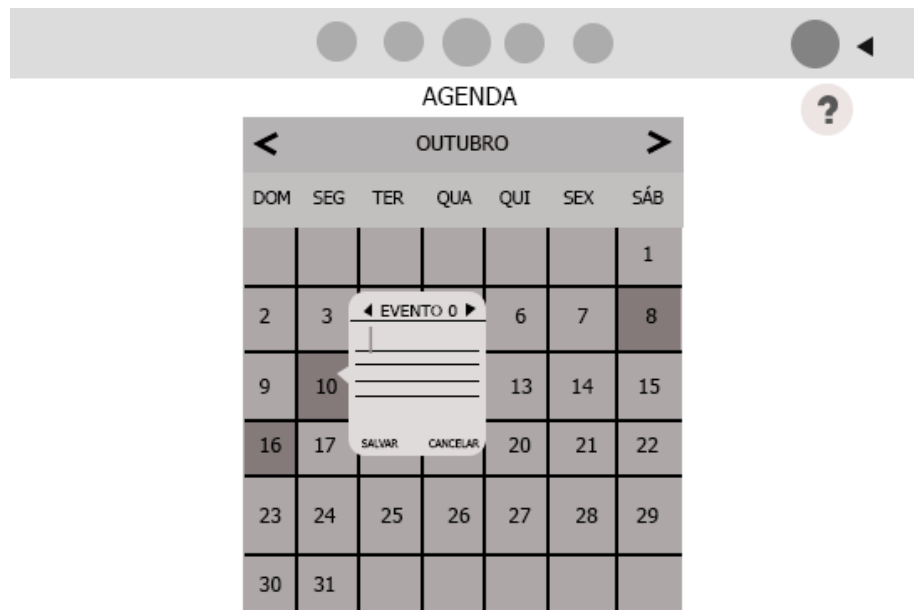 AGENDA
?
< OUTUBRO >
DOM SEG TER QUA QUI SEX SÁB
1
2 3 6 7 8
EVENTO 0
9 10 13 14 15
16 17 20 21 22
SALVAR CANCELAR
23 24 25 26 27 28 29
30 31